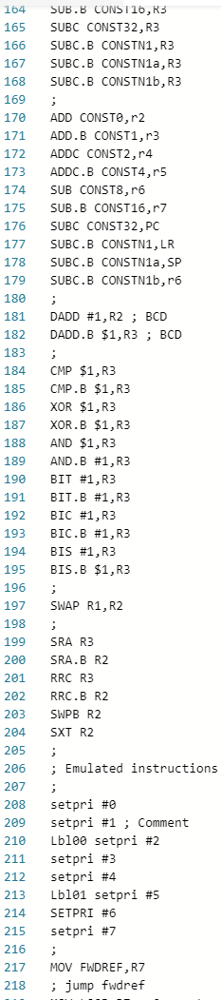 164 SUB.B CONST16,R3
165 SUBC CONST32,R3
166 SUBC.B CONSTN1,R3
167 SUBC.B CONSTN1a,R3
168 SUBC.B CONSTN1b,R3
169 ;
170 ADD CONST0,r2
171 ADD.B CONST1,r3
172 ADDC CONST2,r4
173 ADDC.B CONST4,r5
174 SUB CONST8,r6
175 SUB.B CONST16,r7
176 SUBC CONST32,PC
177 SUBC.B CONSTN1,LR
178 SUBC.B CONSTN1a,SP
179 SUBC.B CONSTN1b,r6
180 ;
181 DADD #1,R2 ; BCD
182 DADD.B $1,R3 ; BCD
183 ;
184 CMP $1,R3
185 CMP.B $1,R3
186 XOR $1,R3
187 XOR.B $1,R3
188 AND $1,R3
189 AND.B #1,R3
190 BIT #1,R3
191 BIT.B #1,R3
192 BIC #1,R3
193 BIC.B #1,R3
194 BIS #1,R3
195 BIS.B $1,R3
196 ;
197 SWAP R1,R2
198 ;
199 SRA R3
200 SRA.B R2
201 RRC R3
202 RRC.B R2
203 SWPB R2
204 SXT R2
205 ;
206 ; Emulated instructions
207 ;
208 setpri #0
209 setpri #1 ; Comment
210 Lbl00 setpri #2
211 setpri #3
212 setpri #4
213 Lbl01 setpri #5
214 SETPRI #6
215 setpri #7
216 ;
217 MOV FWDREF,R7
218 ; jump fwdref